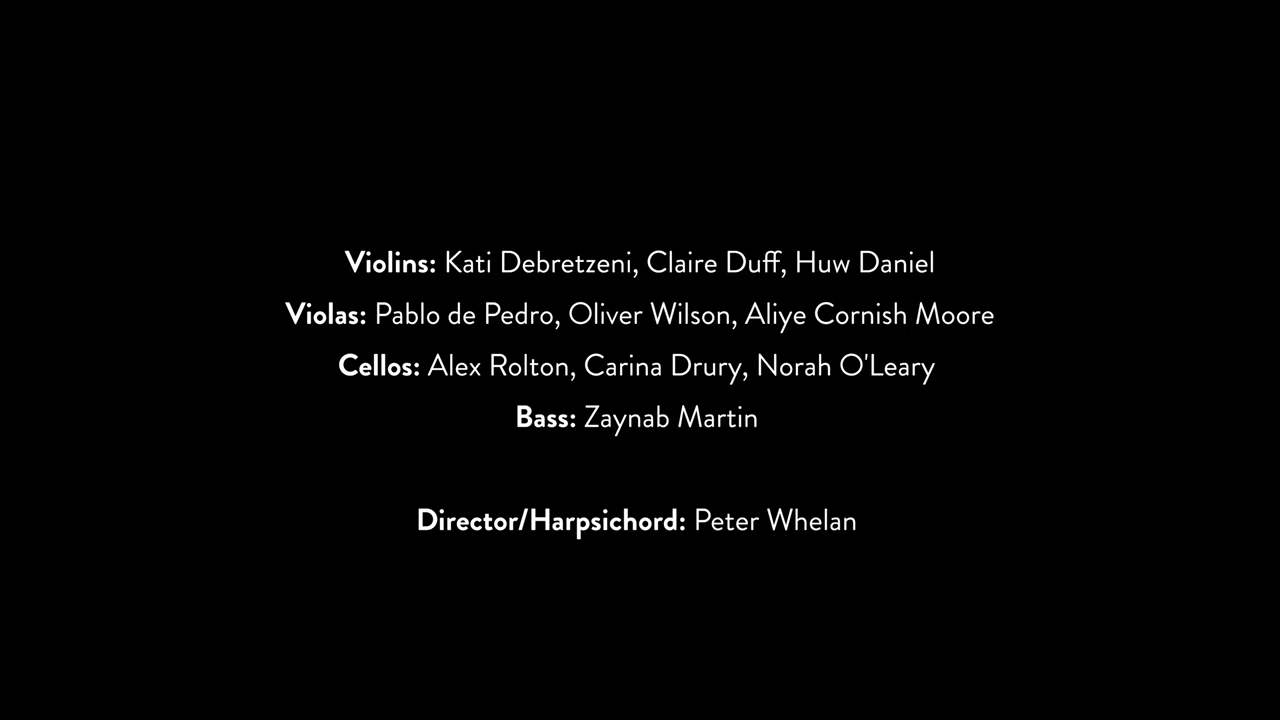 Violins: Kati Debretzeni, Claire Duff, Huw Daniel
Violas: Pablo de Pedro, Oliver Wilson, Aliye Cornish Moore
Cellos: Alex Rolton, Carina Drury, Norah O'Leary
Bass: Zaynab Martin
Director/Harpsichord: Peter Whelan